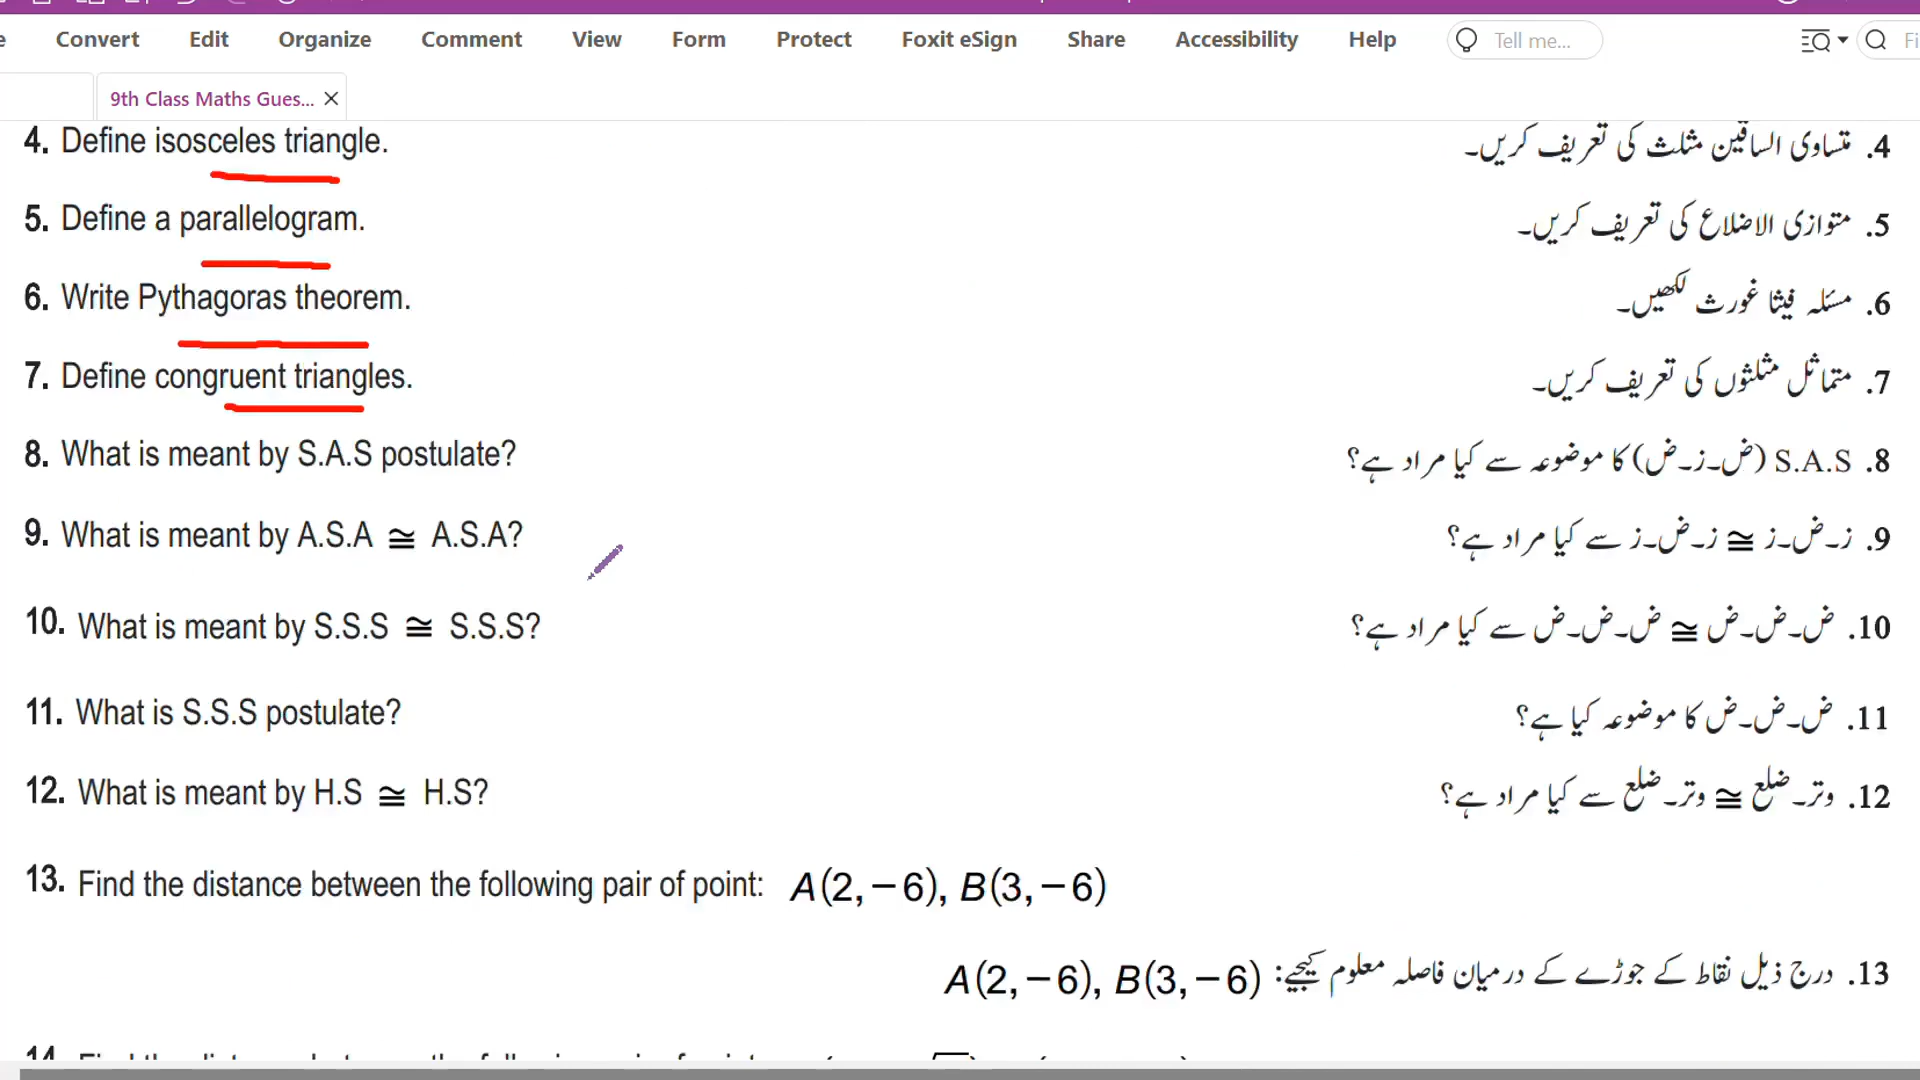 Convert Edit Organize Comment View Form Protect Foxit eSign Share Accessibility Help Tell me... Fi
9th Class Maths Gues...
4. Define isosceles triangle.
4. متساوی الساقین مثلث کی تعریف کریں۔
5. Define a parallelogram.
5. متوازی الاضلاع کی تعریف کریں۔
6. Write Pythagoras theorem.
6. مسئلہ فیثا غورث لکھیں۔
7. Define congruent triangles.
7. متماثل مثلثوں کی تعریف کریں۔
8. What is meant by S.A.S postulate?
8. S.A.S (ض۔ز۔ض) کا موضوعہ سے کیا مراد ہے؟
9. What is meant by A.S.A ≅ A.S.A?
9. ز۔ض۔ز ≅ ز۔ض۔ز سے کیا مراد ہے؟
10. What is meant by S.S.S ≅ S.S.S?
10. ض۔ض۔ض ≅ ض۔ض۔ض سے کیا مراد ہے؟
11. What is S.S.S postulate?
11. ض۔ض۔ض کا موضوعہ کیا ہے؟
12. What is meant by H.S ≅ H.S?
12. وتر۔ضلع ≅ وتر۔ضلع سے کیا مراد ہے؟
13. Find the distance between the following pair of point: A(2,−6), B(3,−6)
13. درج ذیل نقاط کے جوڑے کے درمیان فاصلہ معلوم کیجیے: A(2,−6), B(3,−6)